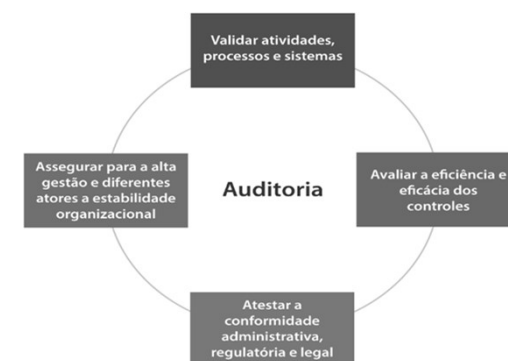 Validar atividades,
processos e sistemas
Assegurar para a alta
gestão e diferentes
atores a estabilidade
organizacional
Auditoria
Avaliar a eficiência e
eficácia dos
controles
Atestar a
conformidade
administrativa,
regulatória e legal